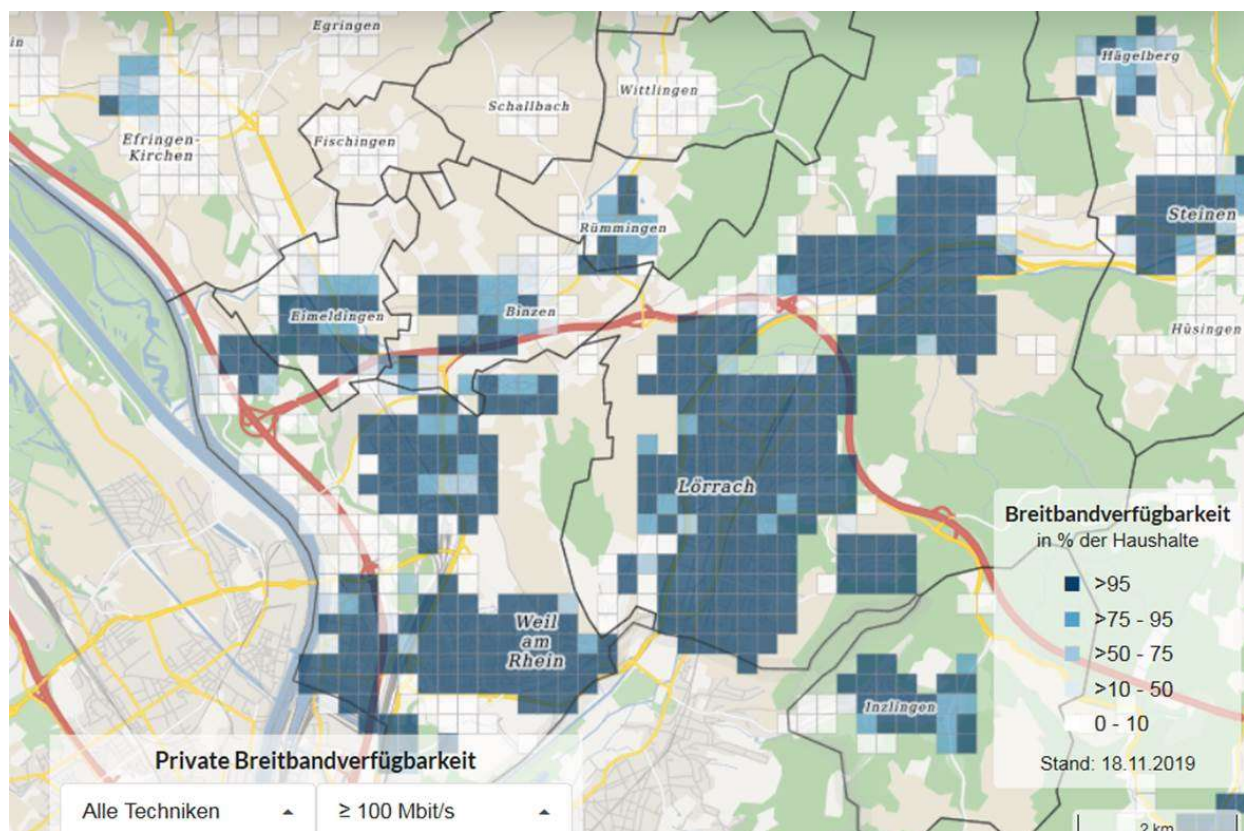 Egringen
in
Hägelberg
Wittlingen
Schallbach
Efringen-
Kirchen
Fischingen
Steinen
Rümmingen
Eimeldingen
Binzen
Hüsingen
Lörrach
Weil
am
Rhein
Inzlingen
Breitbandverfügbarkeit
in % der Haushalte
>95
>75 - 95
>50 - 75
>10 - 50
0 - 10
Stand: 18.11.2019
Private Breitbandverfügbarkeit
Alle Techniken
≥ 100 Mbit/s
2 km